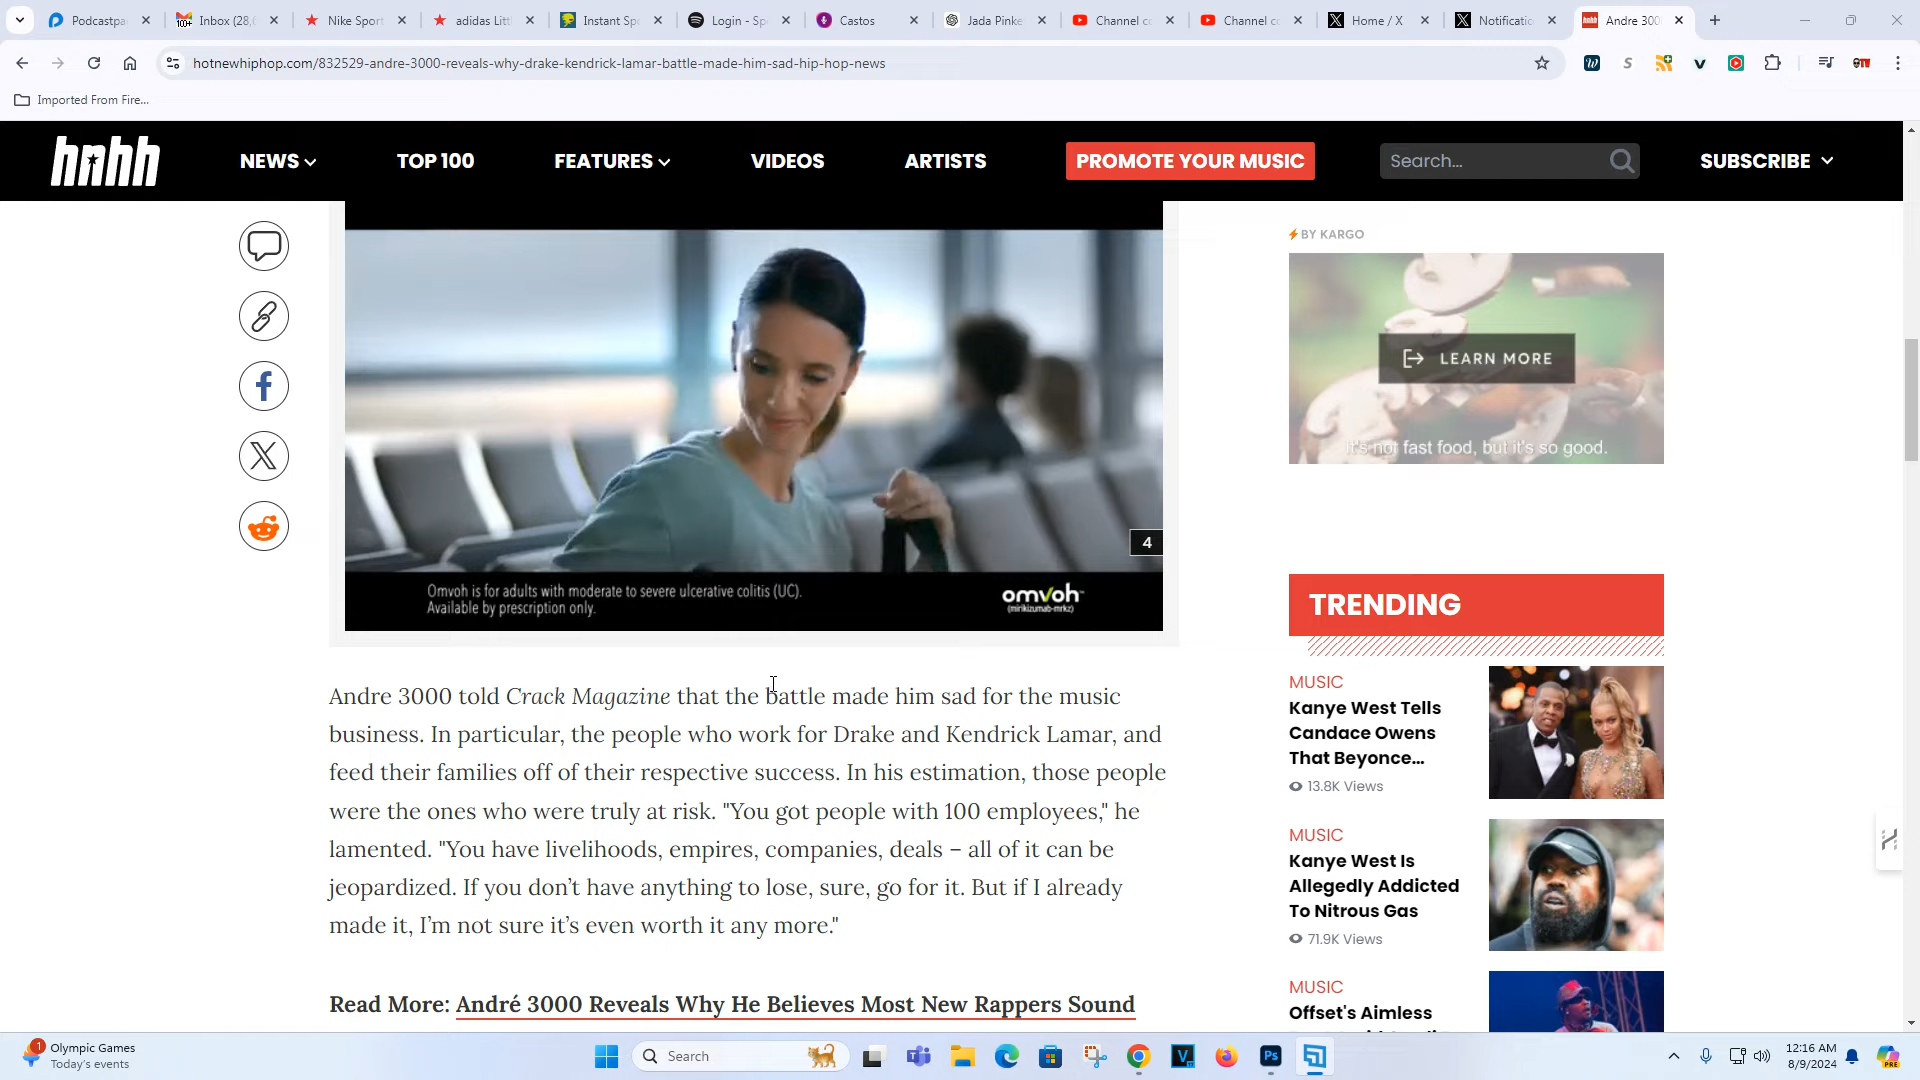 Podcastpa
Inbox (28,6
Nike Sport
adidas Littl
Instant Spe
Login - Sp
Castos
Jada Pinke
Channel c
Channel c
Home / X
Notificatio
Andre 300
hotnewhiphop.com/832529-andre-3000-reveals-why-drake-kendrick-lamar-battle-made-him-sad-hip-hop-news
Imported From Fire...
hnhh
NEWS
TOP 100
FEATURES
VIDEOS
ARTISTS
PROMOTE YOUR MUSIC
Search...
SUBSCRIBE
BY KARGO
LEARN MORE
It's not fast food, but it's so good.
4
Omvoh is for adults with moderate to severe ulcerative colitis (UC).
Available by prescription only.
omvoh
(mirikizumab-mrkz)
Andre 3000 told Crack Magazine that the battle made him sad for the music
business. In particular, the people who work for Drake and Kendrick Lamar, and
feed their families off of their respective success. In his estimation, those people
were the ones who were truly at risk. "You got people with 100 employees," he
lamented. "You have livelihoods, empires, companies, deals – all of it can be
jeopardized. If you don’t have anything to lose, sure, go for it. But if I already
made it, I’m not sure it’s even worth it any more."
Read More: André 3000 Reveals Why He Believes Most New Rappers Sound
TRENDING
MUSIC
Kanye West Tells
Candace Owens
That Beyonce...
13.8K Views
MUSIC
Kanye West Is
Allegedly Addicted
To Nitrous Gas
71.9K Views
MUSIC
Offset's Aimless
1
Olympic Games
Today's events
Search
12:16 AM
8/9/2024